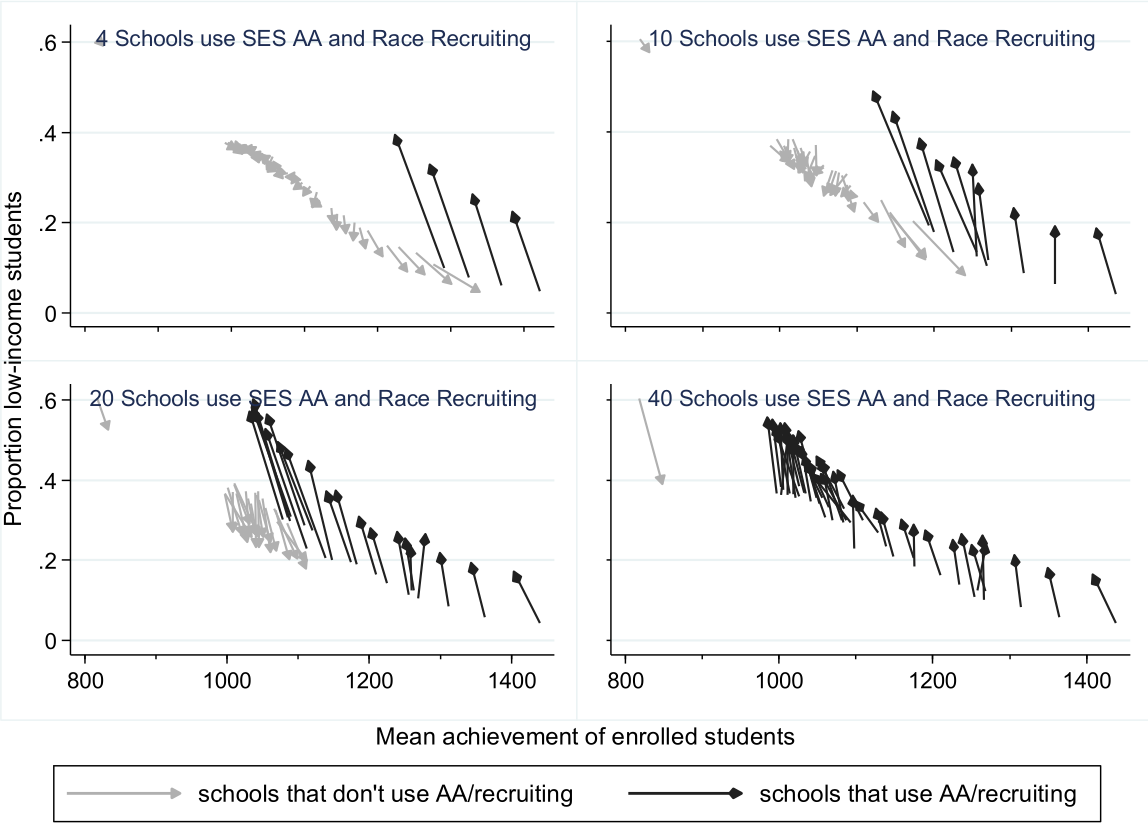 4 Schools use SES AA and Race Recruiting
10 Schools use SES AA and Race Recruiting
.6
.4
.2
0
20 Schools use SES AA and Race Recruiting
40 Schools use SES AA and Race Recruiting
.6
.4
.2
0
800 1000 1200 1400
800 1000 1200 1400
Proportion low-income students
Mean achievement of enrolled students
schools that don't use AA/recruiting
schools that use AA/recruiting